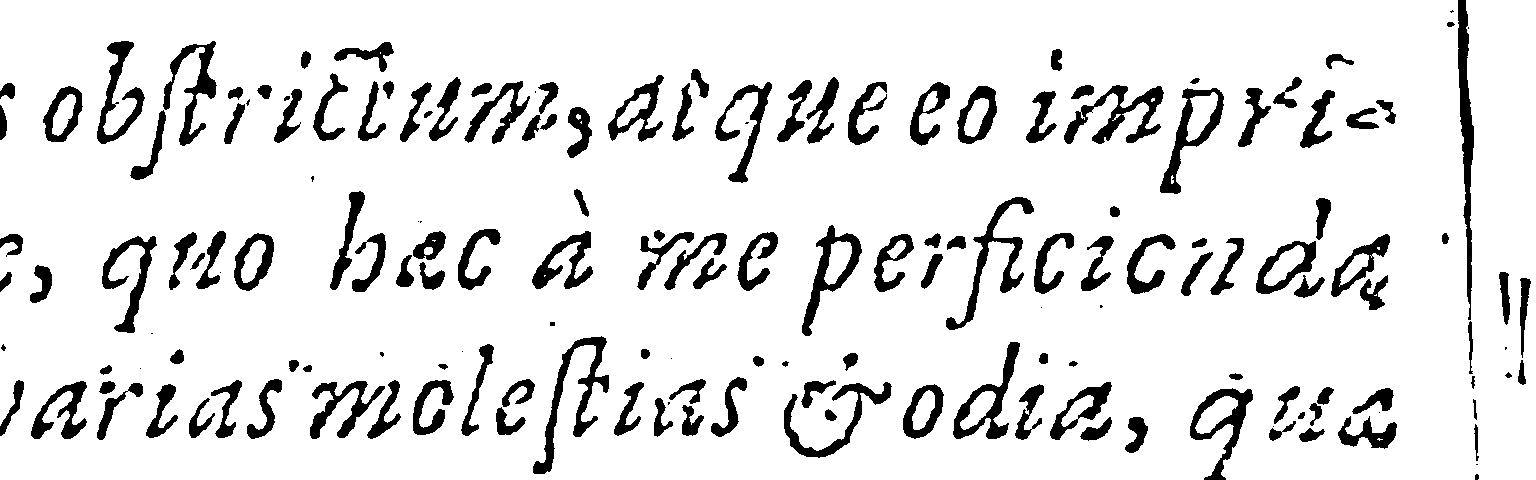 s obſtrictum, atque eo impri-
e, quo hæc à me perficienda
varias moleſtias & odia, quæ